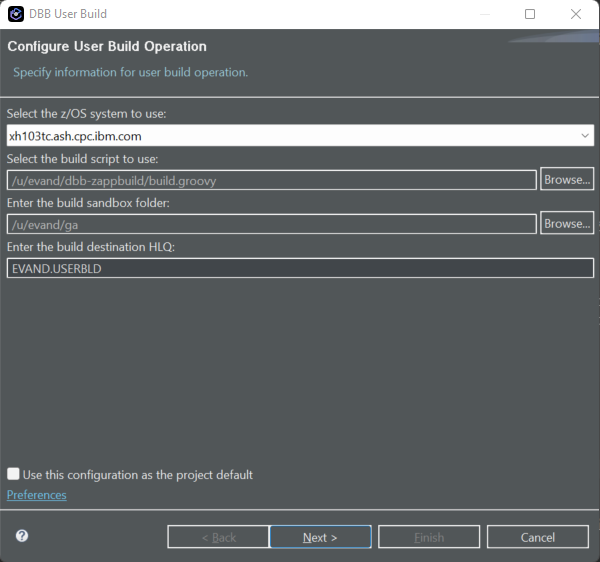 DBB User Build
Configure User Build Operation
Specify information for user build operation.
Select the z/OS system to use:
xh103tc.ash.cpc.ibm.com
Select the build script to use:
/u/evand/dbb-zappbuild/build.groovy
Browse...
Enter the build sandbox folder:
/u/evand/ga
Browse...
Enter the build destination HLQ:
EVAND.USERBLD
Use this configuration as the project default
Preferences
?
< Back
Next >
Finish
Cancel